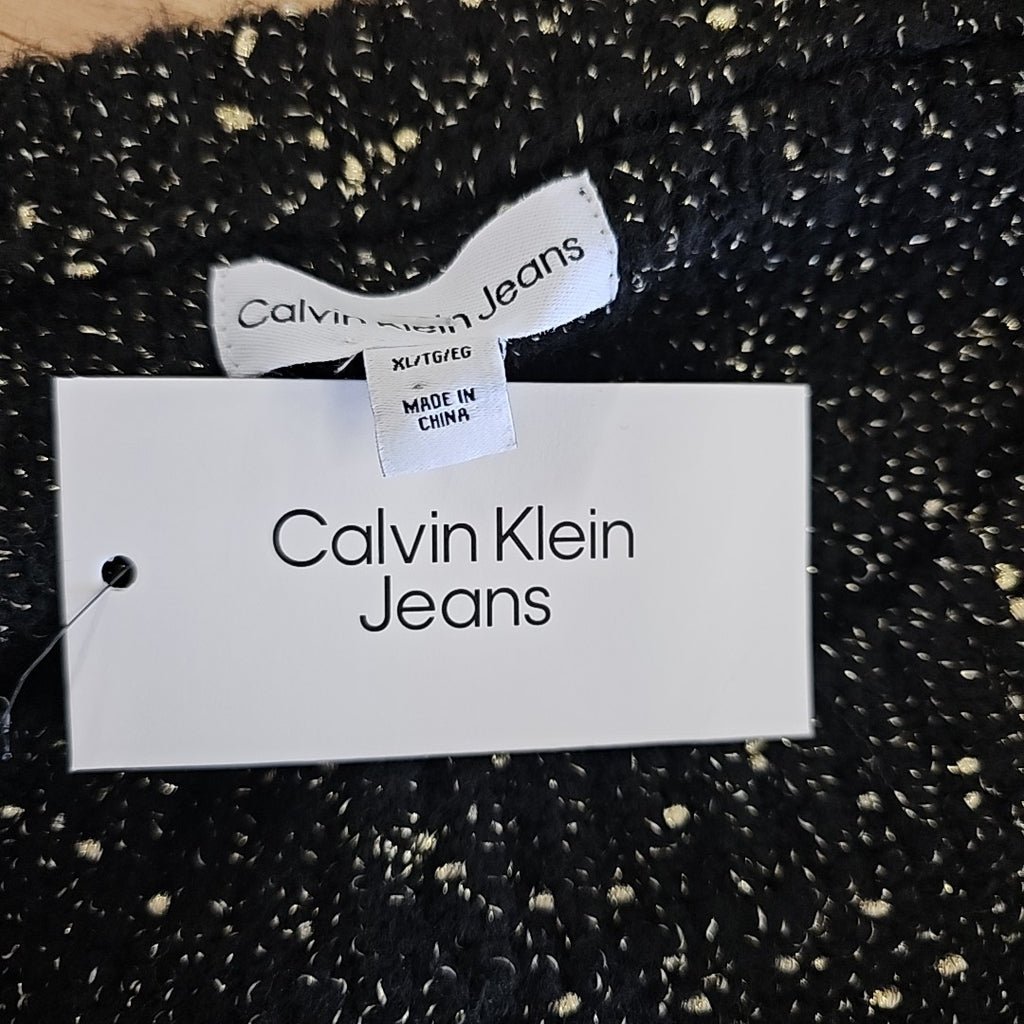 Calvin Klein Jeans
XL/TG/EG
MADE IN
CHINA
Calvin Klein
Jeans